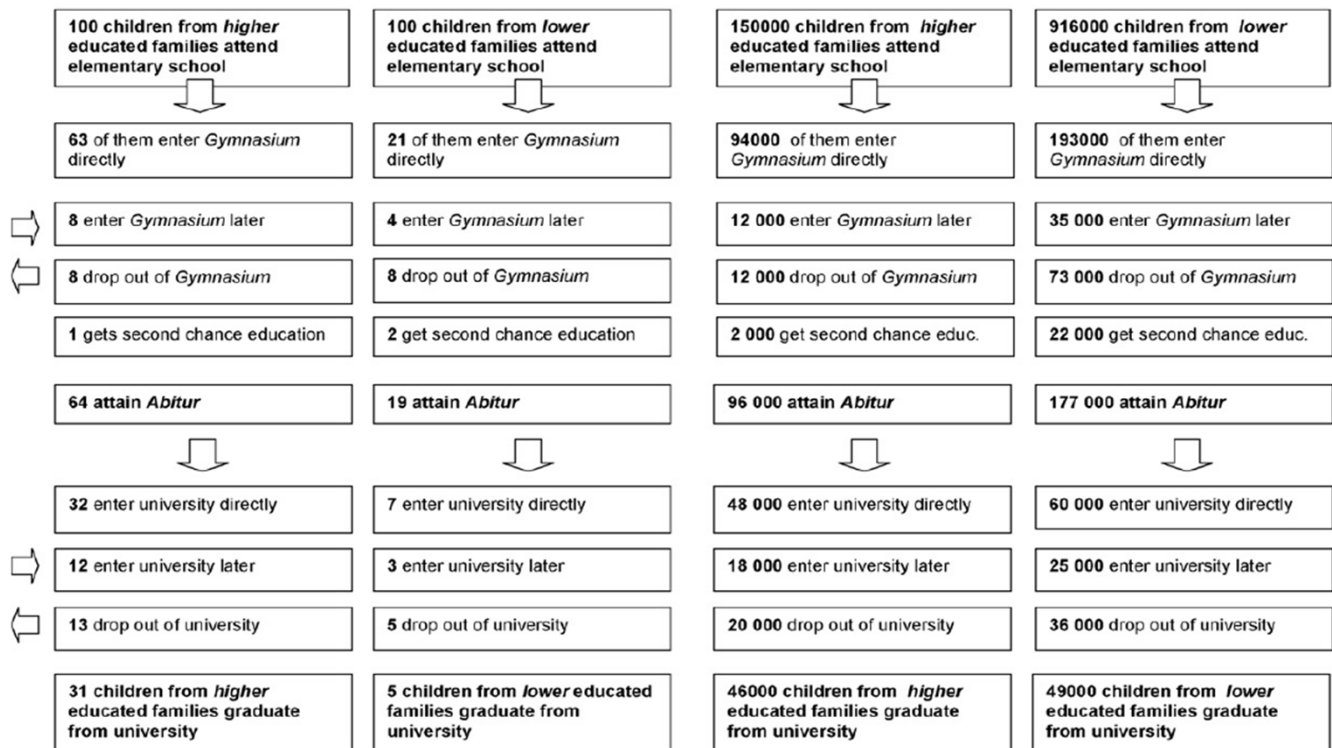 100 children from higher
educated families attend
elementary school
100 children from lower
educated families attend
elementary school
150000 children from higher
educated families attend
elementary school
916000 children from lower
educated families attend
elementary school
63 of them enter Gymnasium
directly
21 of them enter Gymnasium
directly
94000 of them enter
Gymnasium directly
193000 of them enter
Gymnasium directly
8 enter Gymnasium later
4 enter Gymnasium later
12 000 enter Gymnasium later
35 000 enter Gymnasium later
8 drop out of Gymnasium
8 drop out of Gymnasium
12 000 drop out of Gymnasium
73 000 drop out of Gymnasium
1 gets second chance education
2 get second chance education
2 000 get second chance educ.
22 000 get second chance educ.
64 attain Abitur
19 attain Abitur
96 000 attain Abitur
177 000 attain Abitur
32 enter university directly
7 enter university directly
48 000 enter university directly
60 000 enter university directly
12 enter university later
3 enter university later
18 000 enter university later
25 000 enter university later
13 drop out of university
5 drop out of university
20 000 drop out of university
36 000 drop out of university
31 children from higher
educated families graduate
from university
5 children from lower educated
families graduate from
university
46000 children from higher
educated families graduate
from university
49000 children from lower
educated families graduate
from university